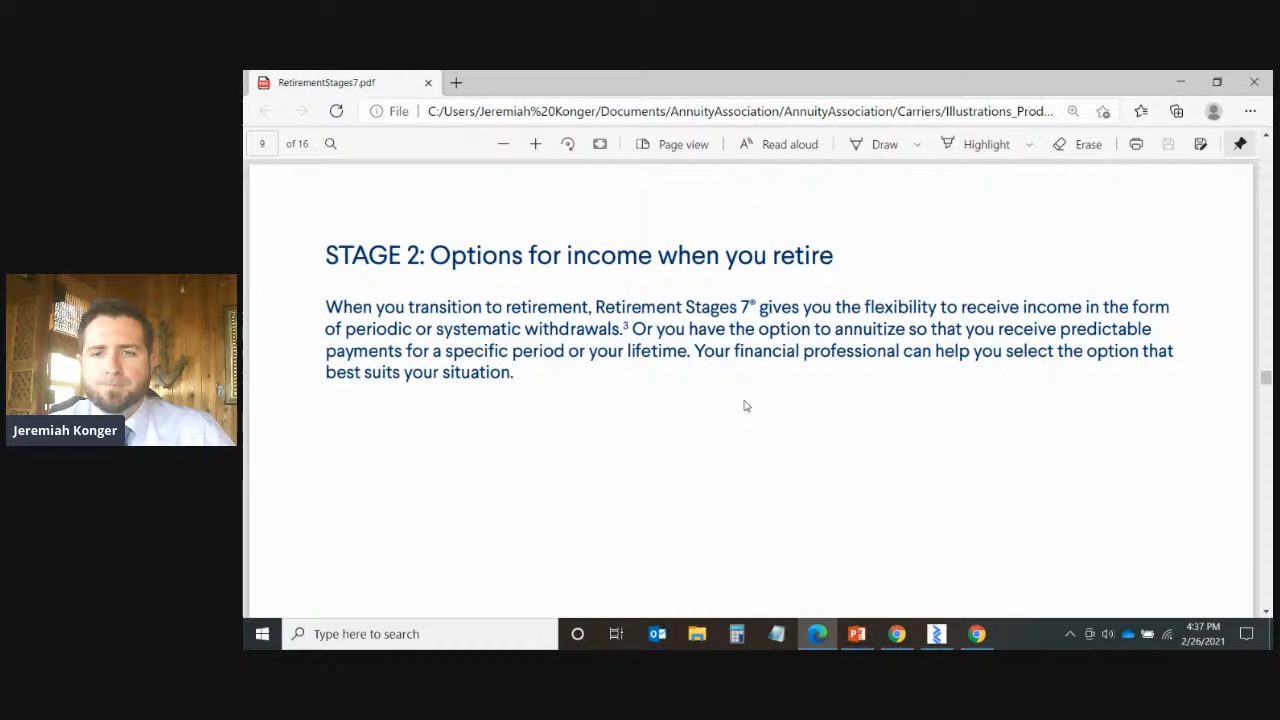 RetirementStages7.pdf
File
C:/Users/Jeremiah%20Konger/Documents/AnnuityAssociation/AnnuityAssociation/Carriers/Illustrations_Prod...
9 of 16
Page view
Read aloud
Draw
Highlight
Erase
STAGE 2: Options for income when you retire
When you transition to retirement, Retirement Stages 7® gives you the flexibility to receive income in the form
of periodic or systematic withdrawals.³ Or you have the option to annuitize so that you receive predictable
payments for a specific period or your lifetime. Your financial professional can help you select the option that
best suits your situation.
Jeremiah Konger
Type here to search
4:37 PM
2/26/2021